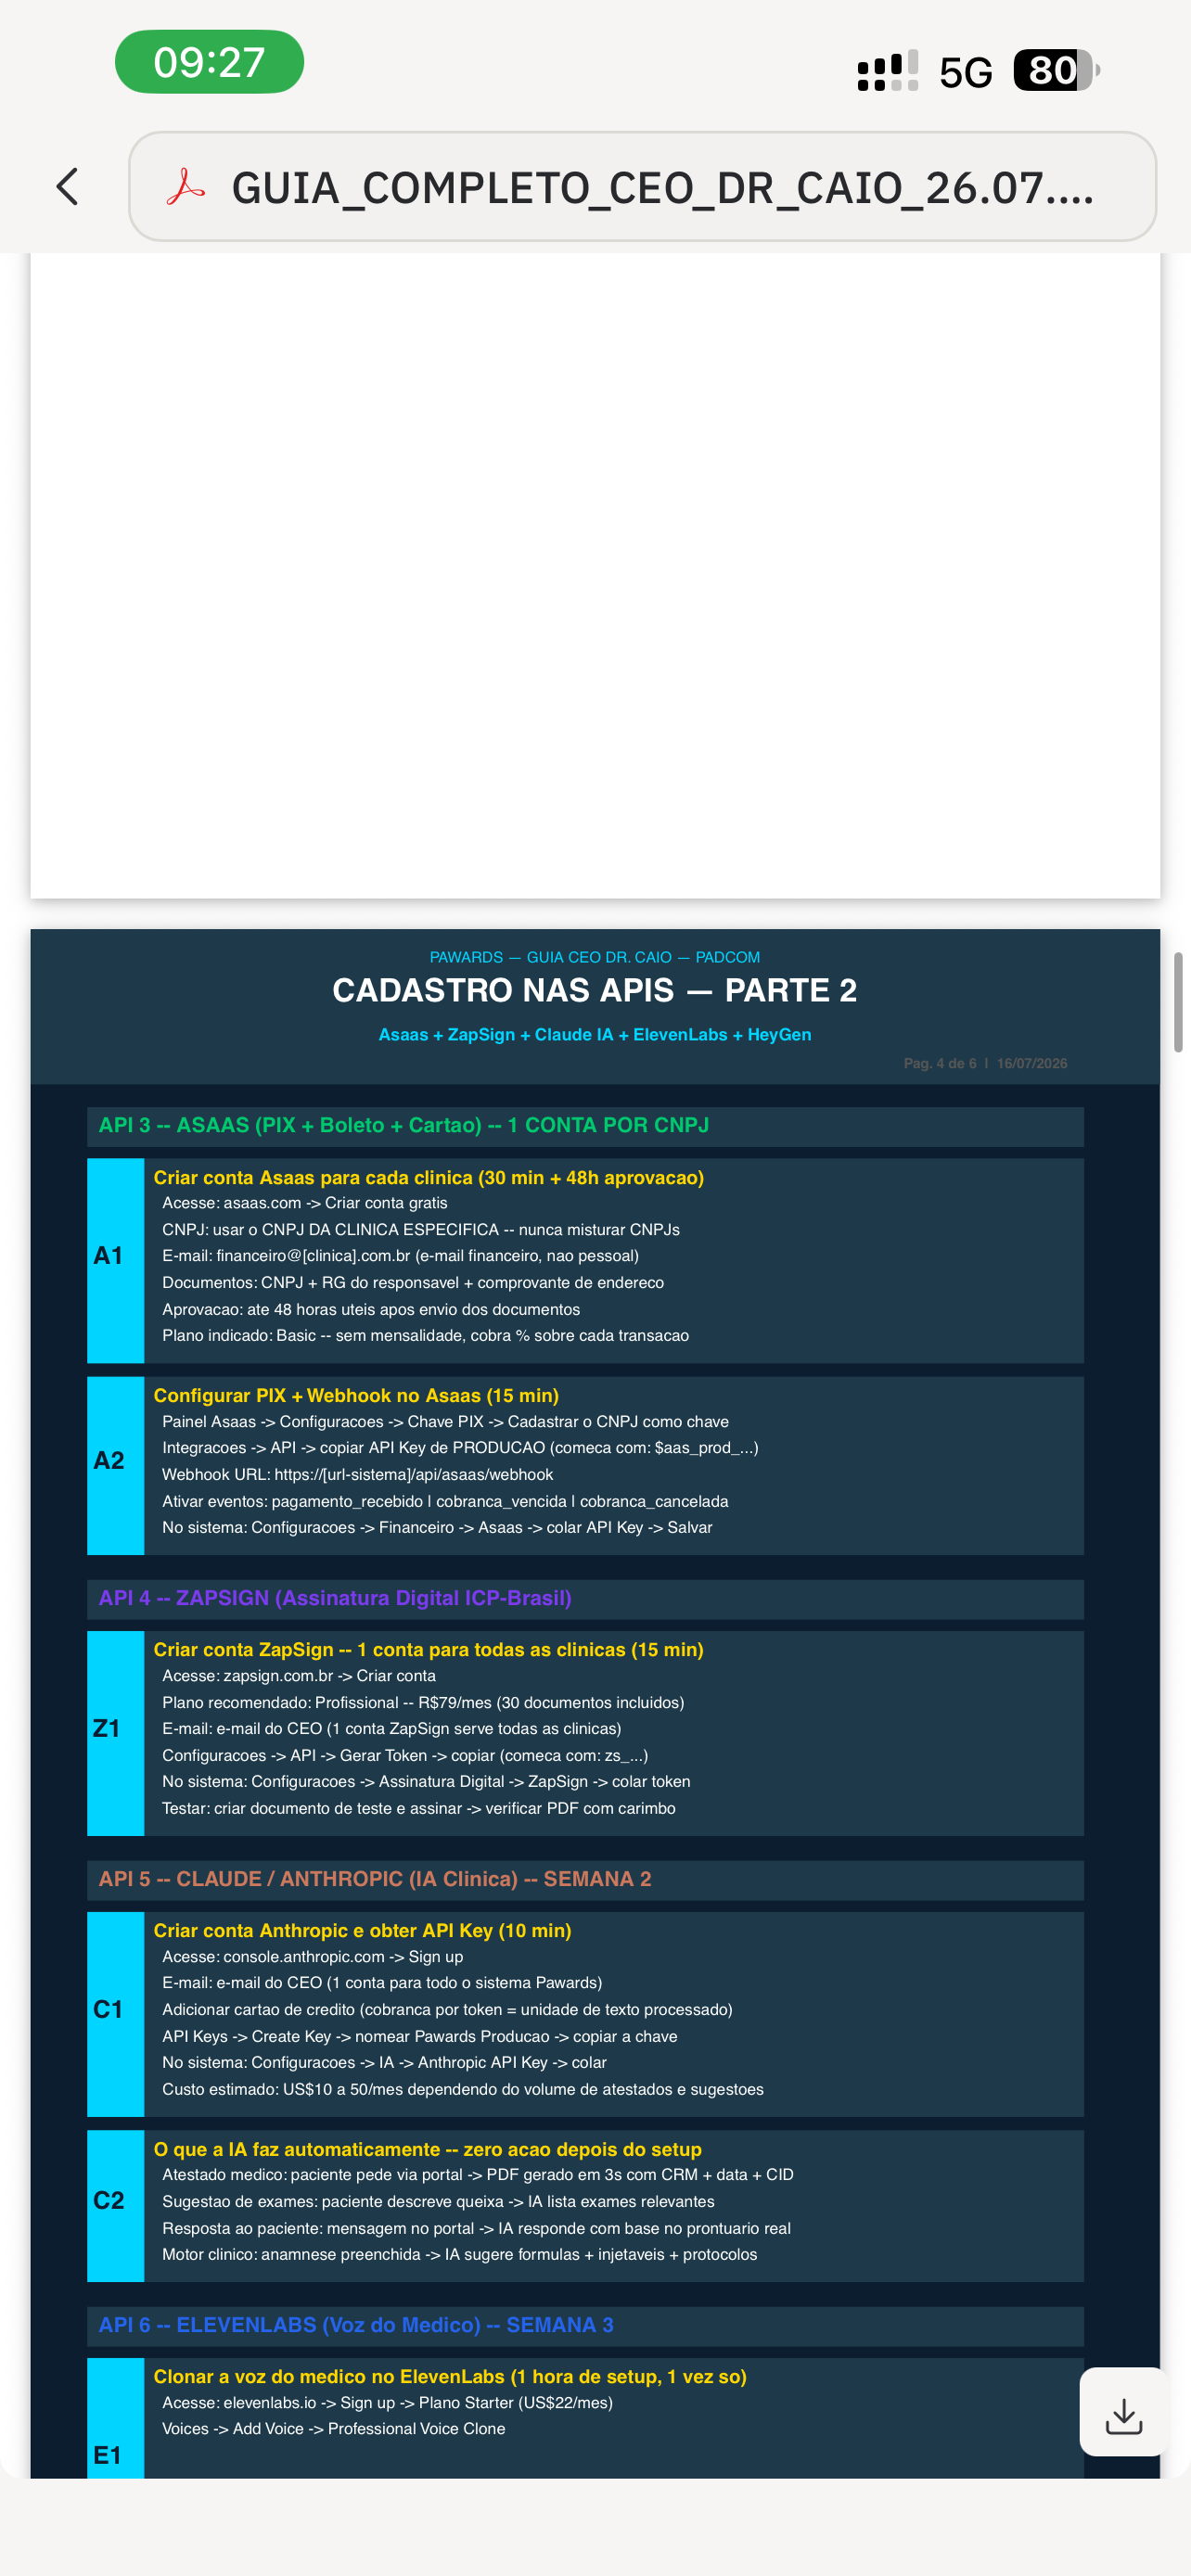 09:27
5G
80
GUIA_COMPLETO_CEO_DR_CAIO_26.07....
PAWARDS — GUIA CEO DR. CAIO — PADCOM
CADASTRO NAS APIS — PARTE 2
Asaas + ZapSign + Claude IA + ElevenLabs + HeyGen
Pag. 4 de 6 | 16/07/2026
API 3 -- ASAAS (PIX + Boleto + Cartao) -- 1 CONTA POR CNPJ
A1
Criar conta Asaas para cada clinica (30 min + 48h aprovacao)
Acesse: asaas.com -> Criar conta gratis
CNPJ: usar o CNPJ DA CLINICA ESPECIFICA -- nunca misturar CNPJs
E-mail: financeiro@[clinica].com.br (e-mail financeiro, nao pessoal)
Documentos: CNPJ + RG do responsavel + comprovante de endereco
Aprovacao: ate 48 horas uteis apos envio dos documentos
Plano indicado: Basic -- sem mensalidade, cobra % sobre cada transacao
A2
Configurar PIX + Webhook no Asaas (15 min)
Painel Asaas -> Configuracoes -> Chave PIX -> Cadastrar o CNPJ como chave
Integracoes -> API -> copiar API Key de PRODUCAO (comeca com: $aas_prod_...)
Webhook URL: https://[url-sistema]/api/asaas/webhook
Ativar eventos: pagamento_recebido | cobranca_vencida | cobranca_cancelada
No sistema: Configuracoes -> Financeiro -> Asaas -> colar API Key -> Salvar
API 4 -- ZAPSIGN (Assinatura Digital ICP-Brasil)
Z1
Criar conta ZapSign -- 1 conta para todas as clinicas (15 min)
Acesse: zapsign.com.br -> Criar conta
Plano recomendado: Profissional -- R$79/mes (30 documentos incluidos)
E-mail: e-mail do CEO (1 conta ZapSign serve todas as clinicas)
Configuracoes -> API -> Gerar Token -> copiar (comeca com: zs_...)
No sistema: Configuracoes -> Assinatura Digital -> ZapSign -> colar token
Testar: criar documento de teste e assinar -> verificar PDF com carimbo
API 5 -- CLAUDE / ANTHROPIC (IA Clinica) -- SEMANA 2
C1
Criar conta Anthropic e obter API Key (10 min)
Acesse: console.anthropic.com -> Sign up
E-mail: e-mail do CEO (1 conta para todo o sistema Pawards)
Adicionar cartao de credito (cobranca por token = unidade de texto processado)
API Keys -> Create Key -> nomear Pawards Producao -> copiar a chave
No sistema: Configuracoes -> IA -> Anthropic API Key -> colar
Custo estimado: US$10 a 50/mes dependendo do volume de atestados e sugestoes
C2
O que a IA faz automaticamente -- zero acao depois do setup
Atestado medico: paciente pede via portal -> PDF gerado em 3s com CRM + data + CID
Sugestao de exames: paciente descreve queixa -> IA lista exames relevantes
Resposta ao paciente: mensagem no portal -> IA responde com base no prontuario real
Motor clinico: anamnese preenchida -> IA sugere formulas + injetaveis + protocolos
API 6 -- ELEVENLABS (Voz do Medico) -- SEMANA 3
E1
Clonar a voz do medico no ElevenLabs (1 hora de setup, 1 vez so)
Acesse: elevenlabs.io -> Sign up -> Plano Starter (US$22/mes)
Voices -> Add Voice -> Professional Voice Clone